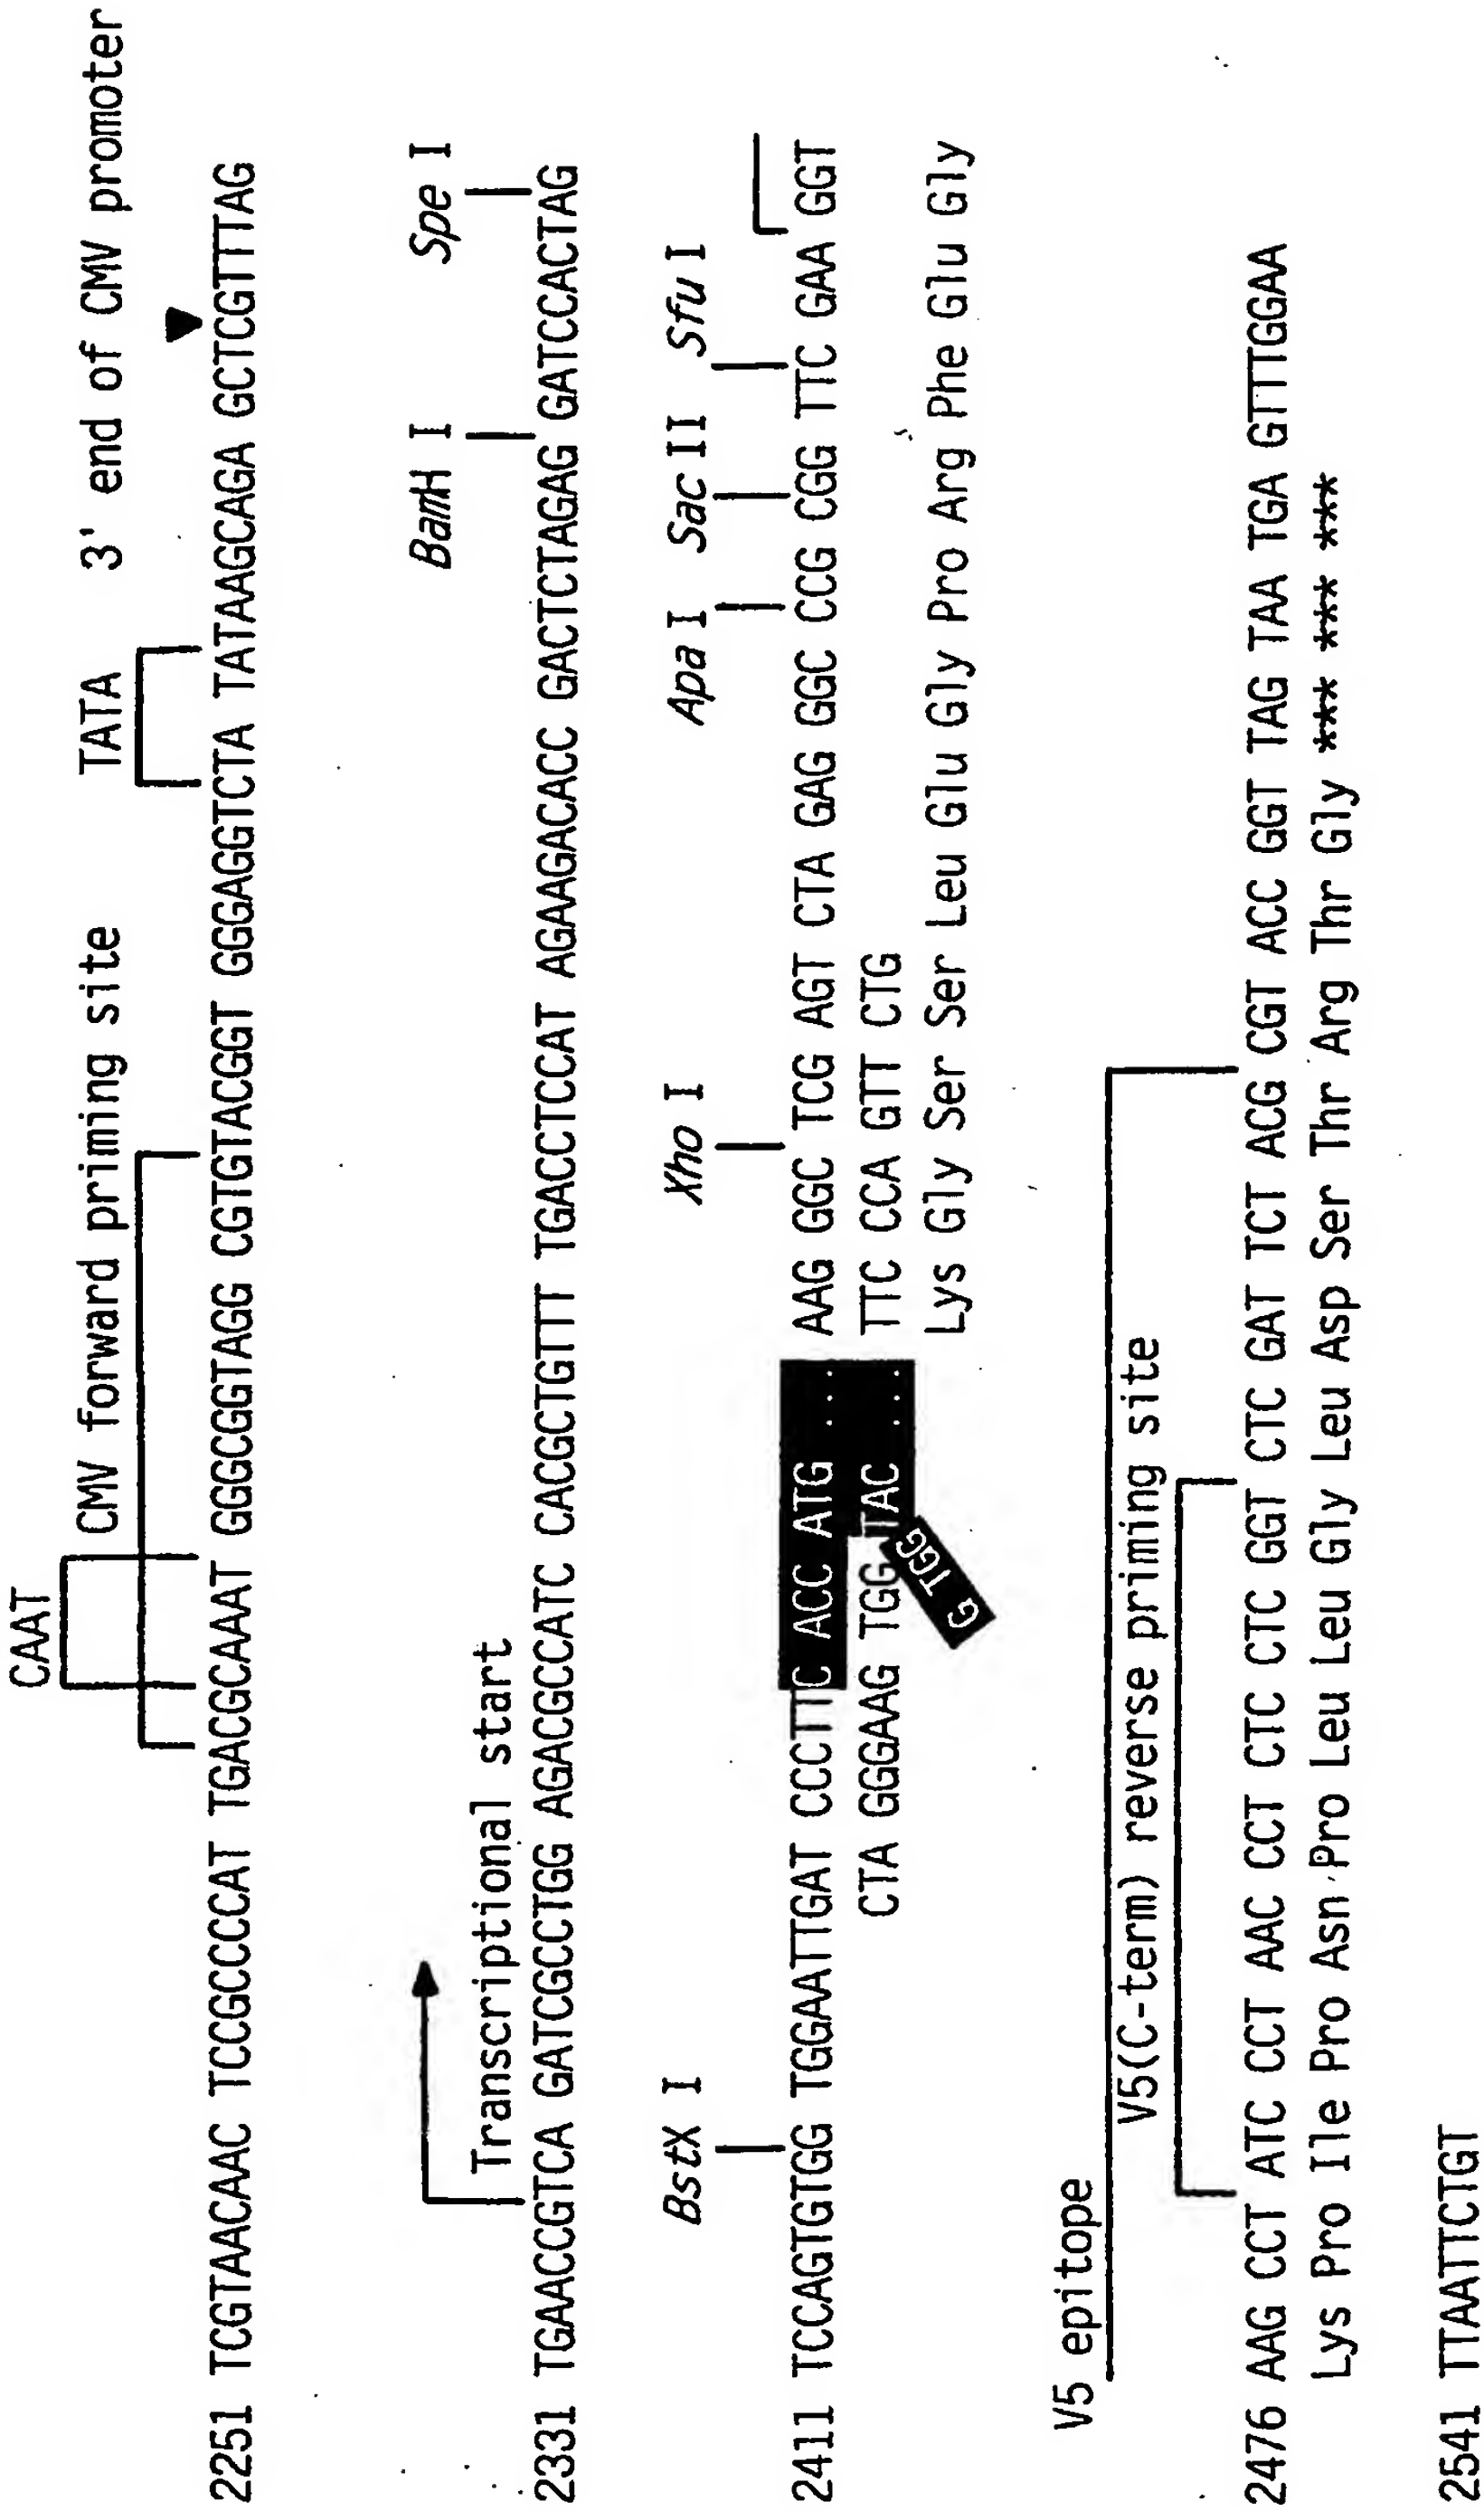 CAAT
CMV forward priming site TATA 3' end of CMV promoter
2251 TCGTAACAAC TCCGCCCCAT TGACGCAAAT GGGCGGTAGG CGTGTACGGT GGGAGGTCTA TATAAGCAGA GCTCGTTTAG
BamH I Spe I
Transcriptional start
2331 TGAACCGTCA GATCGCCTGG AGACGCCATC CACGCTGTTT TGACCTCCAT AGAAGACACC GACTCTAGAG GATCCACTAG
BstX I Xho I Apa I Sac II Sfu I
2411 TCCAGTGTGG TGGAATTGAT CCCTTC ACC ATG ... AAG GGC TCG AGT CTA GAG GGC CCG CGG TTC GAA GGT
CTA GGGAAG TGG TAC ... TTC CCA GTT CTG
G TGG
Lys Gly Ser Ser Leu Glu Gly Pro Arg Phe Glu Gly
V5 epitope
V5(C-term) reverse priming site
2476 AAG CCT ATC CCT AAC CCT CTC CTC GGT CTC GAT TCT ACG CGT ACC GGT TAG TAA TGA GTTTGGAA
Lys Pro Ile Pro Asn Pro Leu Leu Gly Leu Asp Ser Thr Arg Thr Gly *** *** ***
2541 TTAATTCTGT